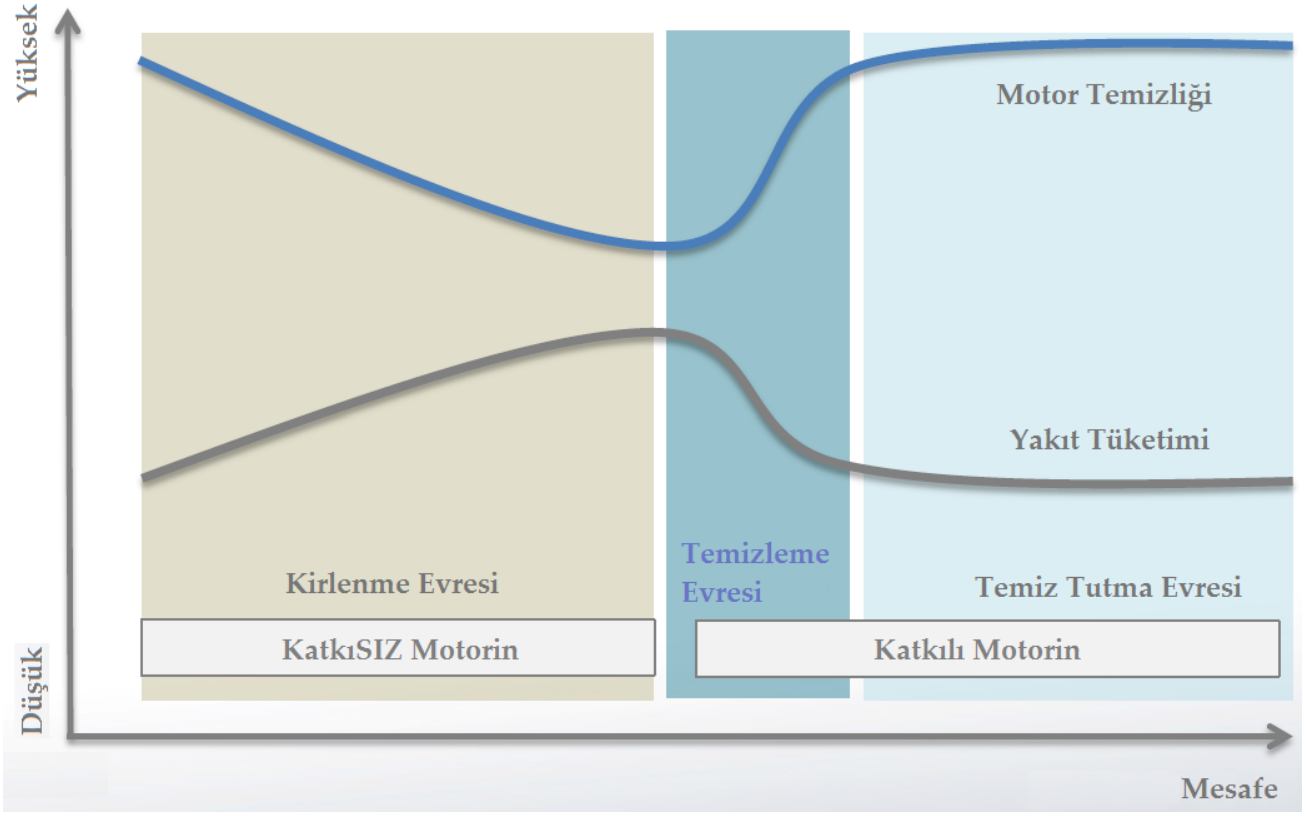 Yüksek
Motor Temizliği
Yakıt Tüketimi
Temizleme
Evresi
Kirlenme Evresi
Temiz Tutma Evresi
KatkıSIZ Motorin
Katkılı Motorin
Düşük
Mesafe